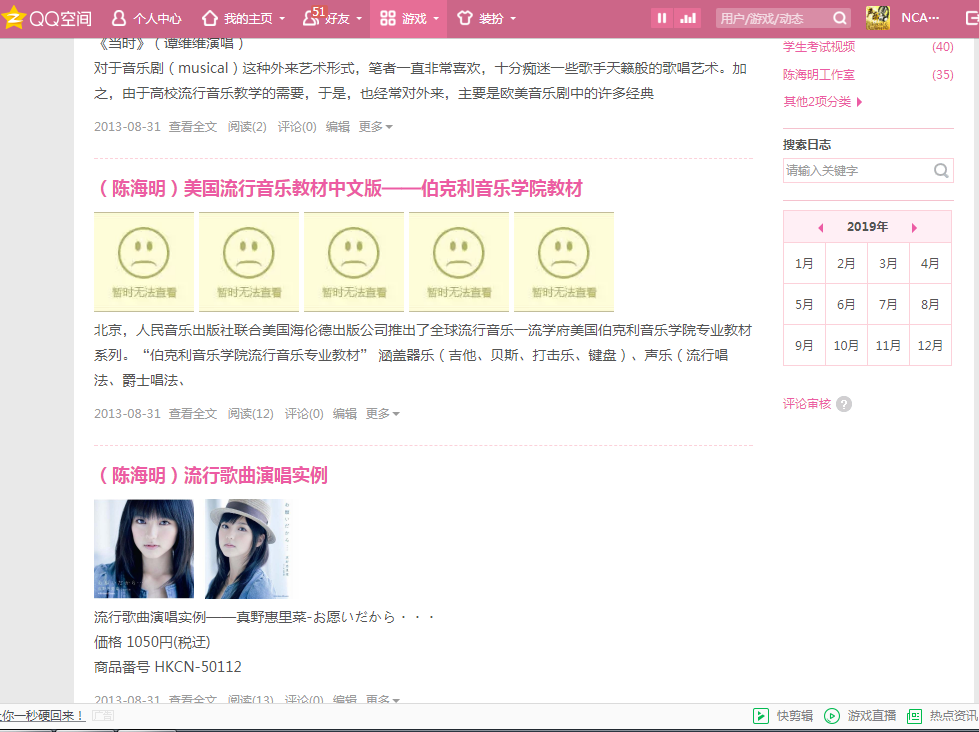 QQ空间 个人中心 我的主页 51 好友 游戏 装扮 用户/游戏/动态 NCA···
《当时》（谭维维演唱）
对于音乐剧（musical）这种外来艺术形式，笔者一直非常喜欢，十分痴迷一些歌手天籁般的歌唱艺术。加
之，由于高校流行音乐教学的需要，于是，也经常对外来，主要是欧美音乐剧中的许多经典
2013-08-31 查看全文 阅读(2) 评论(0) 编辑 更多
（陈海明）美国流行音乐教材中文版——伯克利音乐学院教材
暂时无法查看 暂时无法查看 暂时无法查看 暂时无法查看 暂时无法查看
北京，人民音乐出版社联合美国海伦德出版公司推出了全球流行音乐一流学府美国伯克利音乐学院专业教材
系列。“伯克利音乐学院流行音乐专业教材” 涵盖器乐（吉他、贝斯、打击乐、键盘）、声乐（流行唱
法、爵士唱法、
2013-08-31 查看全文 阅读(12) 评论(0) 编辑 更多
（陈海明）流行歌曲演唱实例
流行歌曲演唱实例——真野惠里菜-お愿いだから・・・
価格 1050円(税迂)
商品番号 HKCN-50112
2013-08-31 查看全文 阅读(13) 评论(0) 编辑 更多
学生考试视频 (40)
陈海明工作室 (35)
其他2项分类
搜索日志
请输入关键字
2019年
1月 2月 3月 4月
5月 6月 7月 8月
9月 10月 11月 12月
评论审核 ?
你一秒硬回来！ 广告 快剪辑 游戏直播 热点资讯